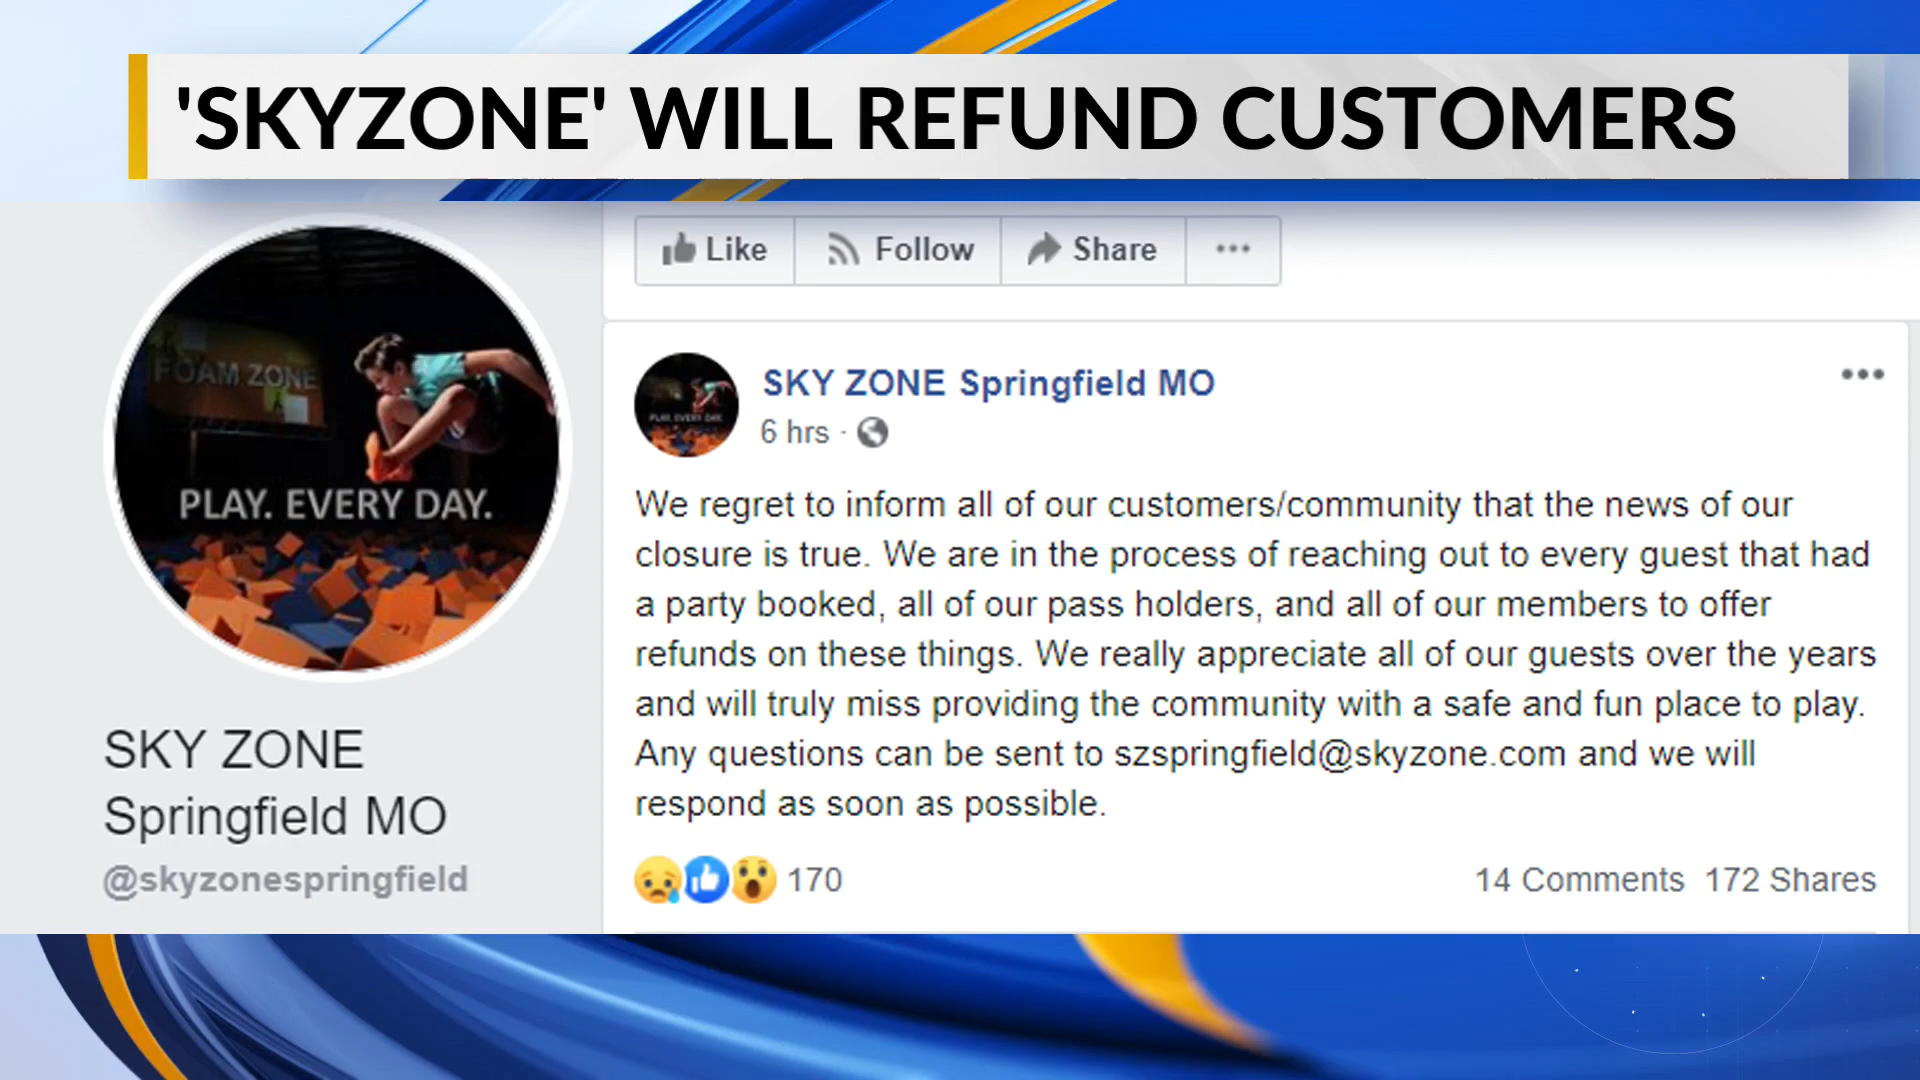 'SKYZONE' WILL REFUND CUSTOMERS
FOAM ZONE
PLAY. EVERY DAY.
SKY ZONE
Springfield MO
@skyzonespringfield
Like Follow Share
SKY ZONE Springfield MO
6 hrs ·
PLAY. EVERY DAY.
We regret to inform all of our customers/community that the news of our
closure is true. We are in the process of reaching out to every guest that had
a party booked, all of our pass holders, and all of our members to offer
refunds on these things. We really appreciate all of our guests over the years
and will truly miss providing the community with a safe and fun place to play.
Any questions can be sent to szspringfield@skyzone.com and we will
respond as soon as possible.
170
14 Comments 172 Shares